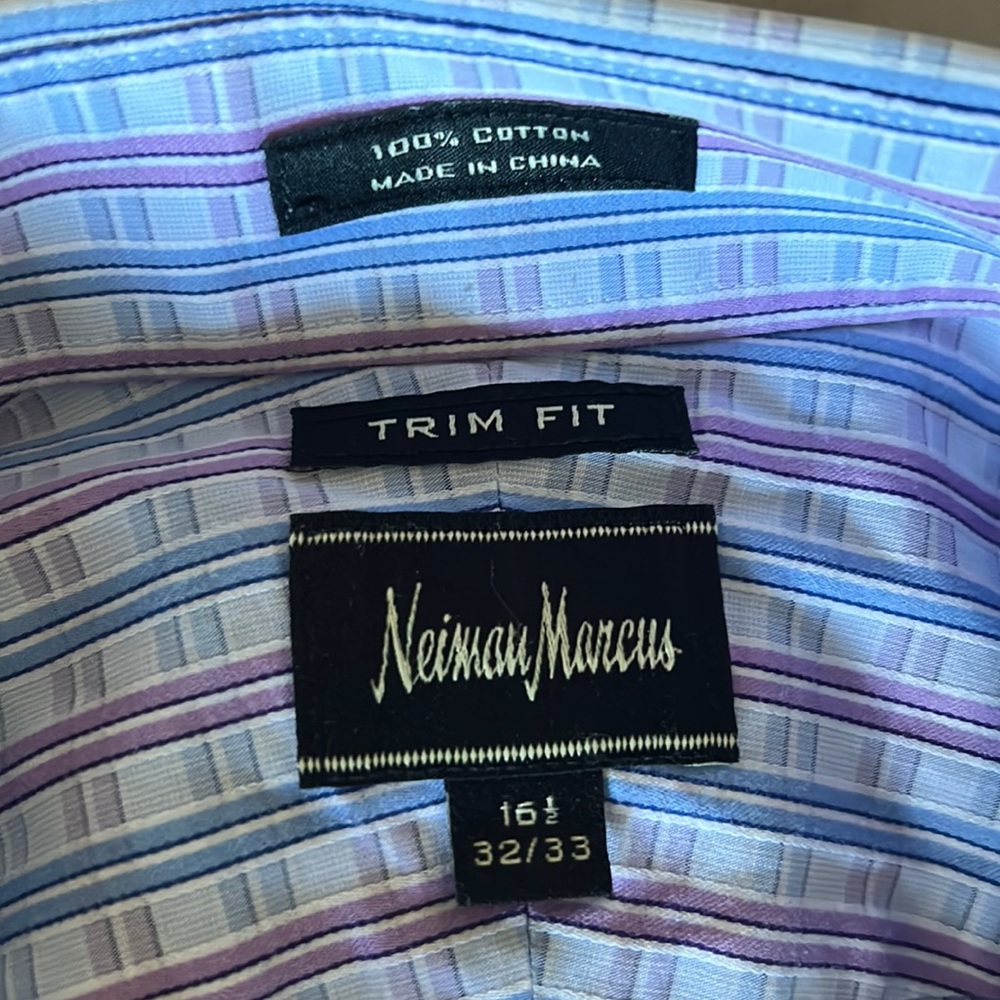 100% COTTON
MADE IN CHINA
TRIM FIT
Neiman Marcus
16½
32/33